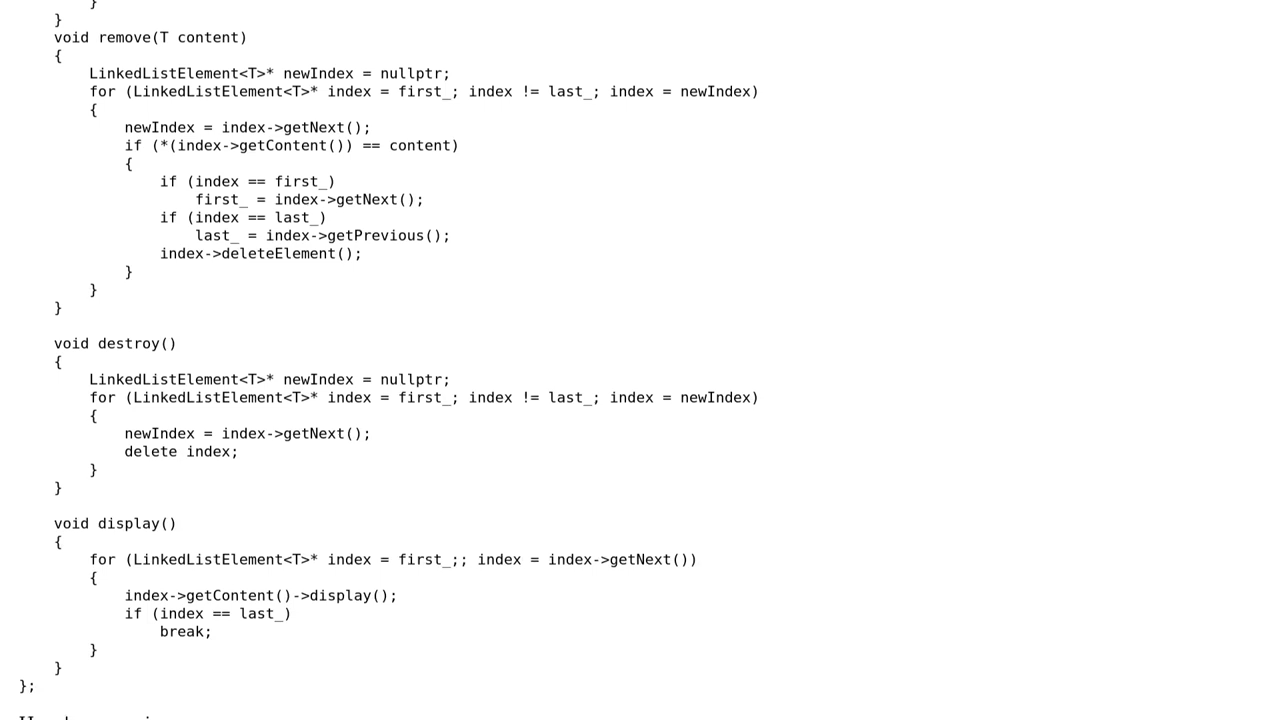 }
    }
    void remove(T content)
    {
        LinkedListElement<T>* newIndex = nullptr;
        for (LinkedListElement<T>* index = first_; index != last_; index = newIndex)
        {
            newIndex = index->getNext();
            if (*(index->getContent()) == content)
            {
                if (index == first_)
                    first_ = index->getNext();
                if (index == last_)
                    last_ = index->getPrevious();
                index->deleteElement();
            }
        }
    }

    void destroy()
    {
        LinkedListElement<T>* newIndex = nullptr;
        for (LinkedListElement<T>* index = first_; index != last_; index = newIndex)
        {
            newIndex = index->getNext();
            delete index;
        }
    }

    void display()
    {
        for (LinkedListElement<T>* index = first_;; index = index->getNext())
        {
            index->getContent()->display();
            if (index == last_)
                break;
        }
    }
};